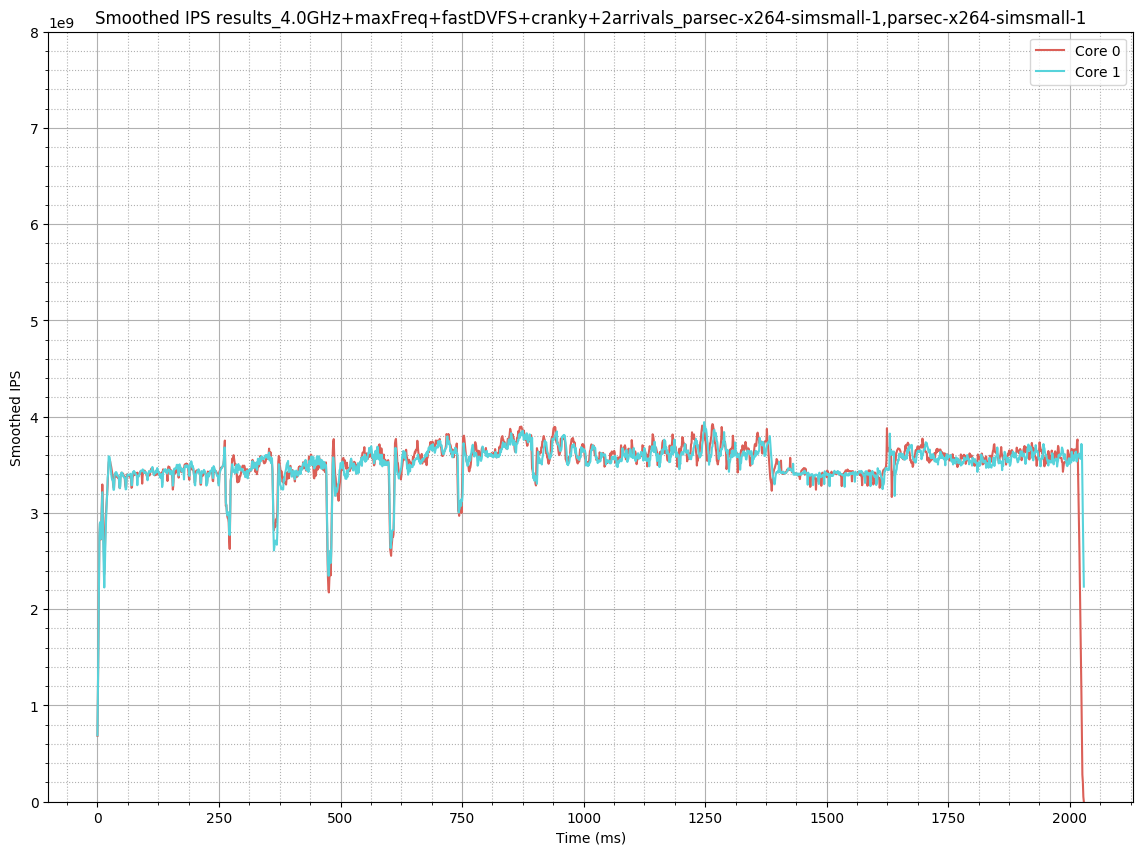 Smoothed IPS results_4.0GHz+maxFreq+fastDVFS+cranky+2arrivals_parsec-x264-simsmall-1,parsec-x264-simsmall-1
1e9
8
7
6
5
4
3
2
1
0
Smoothed IPS
Core 0
Core 1
0 250 500 750 1000 1250 1500 1750 2000
Time (ms)